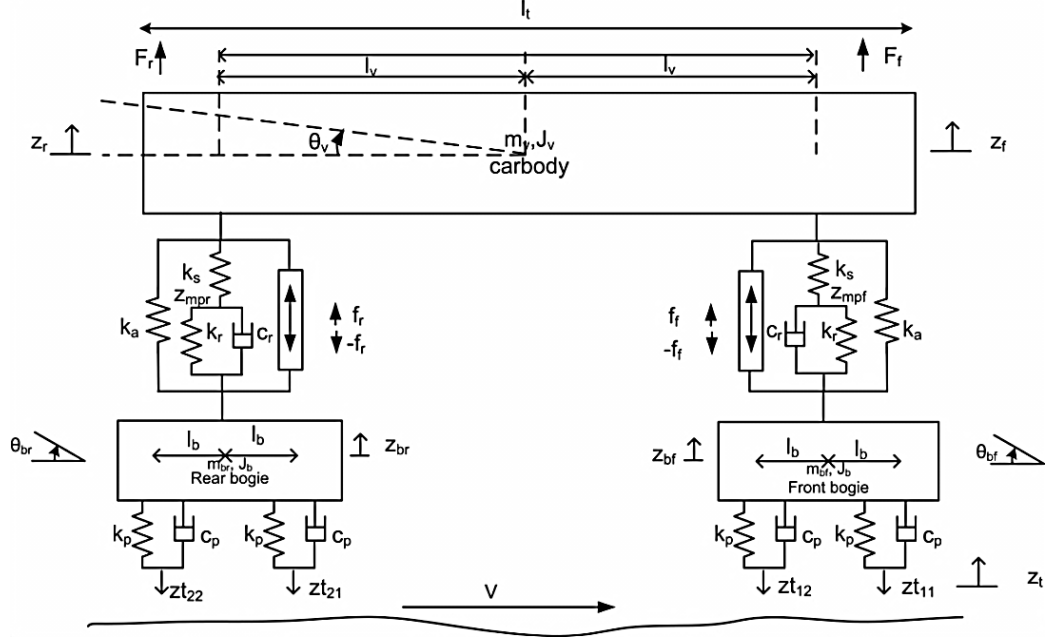 l_t
F_r
F_f
l_v
l_v
z_r
θ_v
m_v,J_v
carbody
z_f
k_s
k_s
z_mpr
z_mpf
k_a
k_r
c_r
f_r
-f_r
f_f
-f_f
c_r
k_r
k_a
θ_br
l_b
l_b
z_br
m_br, J_b
Rear bogie
z_bf
l_b
l_b
m_bf, J_b
Front bogie
θ_bf
k_p
c_p
k_p
c_p
k_p
c_p
k_p
c_p
zt_22
zt_21
zt_12
zt_11
z_t
V